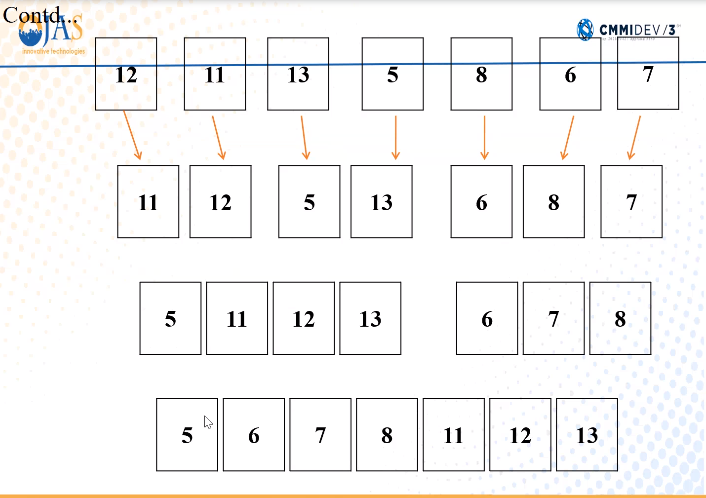 Contd...
OJAS
innovative technologies
CMMIDEV/3
12 11 13 5 8 6 7
11 12 5 13 6 8 7
5 11 12 13 6 7 8
5 6 7 8 11 12 13